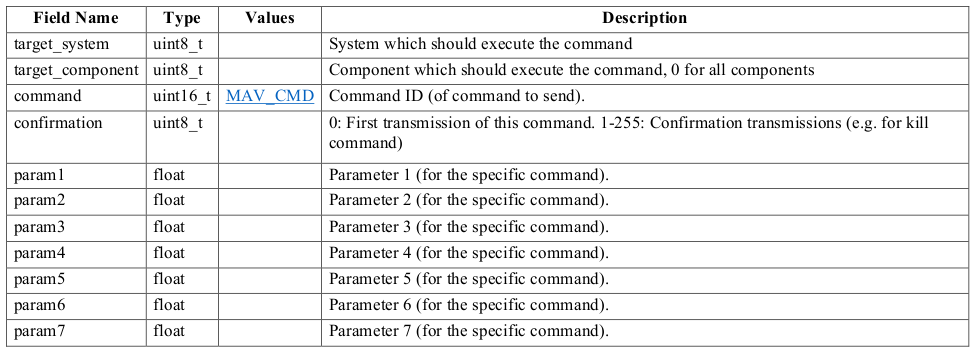 Field Name Type Values Description
target_system uint8_t System which should execute the command
target_component uint8_t Component which should execute the command, 0 for all components
command uint16_t MAV_CMD Command ID (of command to send).
confirmation uint8_t 0: First transmission of this command. 1-255: Confirmation transmissions (e.g. for kill
command)
param1 float Parameter 1 (for the specific command).
param2 float Parameter 2 (for the specific command).
param3 float Parameter 3 (for the specific command).
param4 float Parameter 4 (for the specific command).
param5 float Parameter 5 (for the specific command).
param6 float Parameter 6 (for the specific command).
param7 float Parameter 7 (for the specific command).